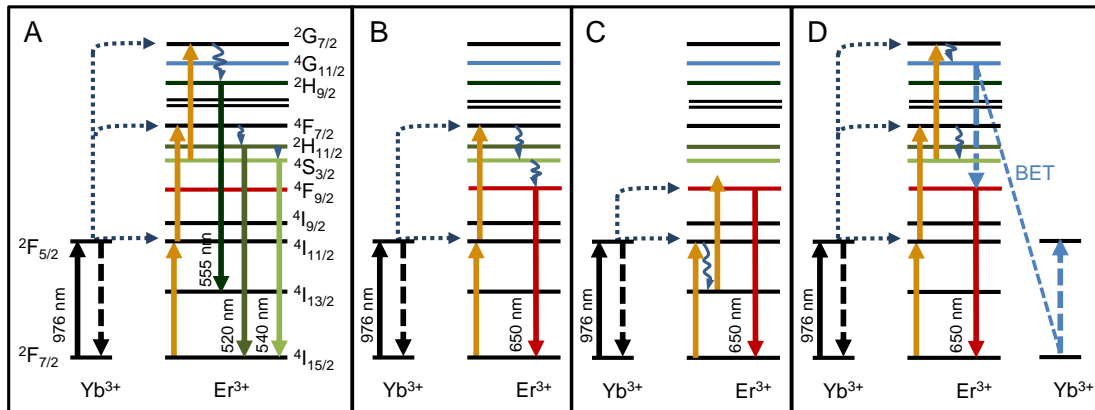 A
B
C
D
²G₇/₂
⁴G₁₁/₂
²H₉/₂
⁴F₇/₂
²H₁₁/₂
⁴S₃/₂
⁴F₉/₂
⁴I₉/₂
²F₅/₂
⁴I₁₁/₂
⁴I₁₃/₂
²F₇/₂
⁴I₁₅/₂
976 nm
555 nm
520 nm
540 nm
Yb³⁺
Er³⁺
976 nm
650 nm
Yb³⁺
Er³⁺
976 nm
650 nm
Yb³⁺
Er³⁺
BET
976 nm
650 nm
Yb³⁺
Er³⁺
Yb³⁺